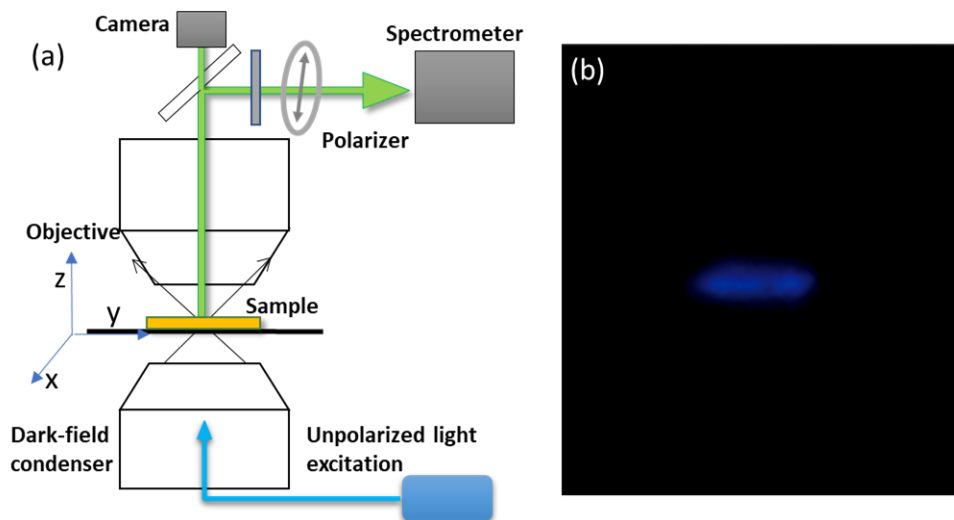 (a)
Camera
Spectrometer
Polarizer
Objective
z
y
x
Sample
Dark-field
condenser
Unpolarized light
excitation
(b)